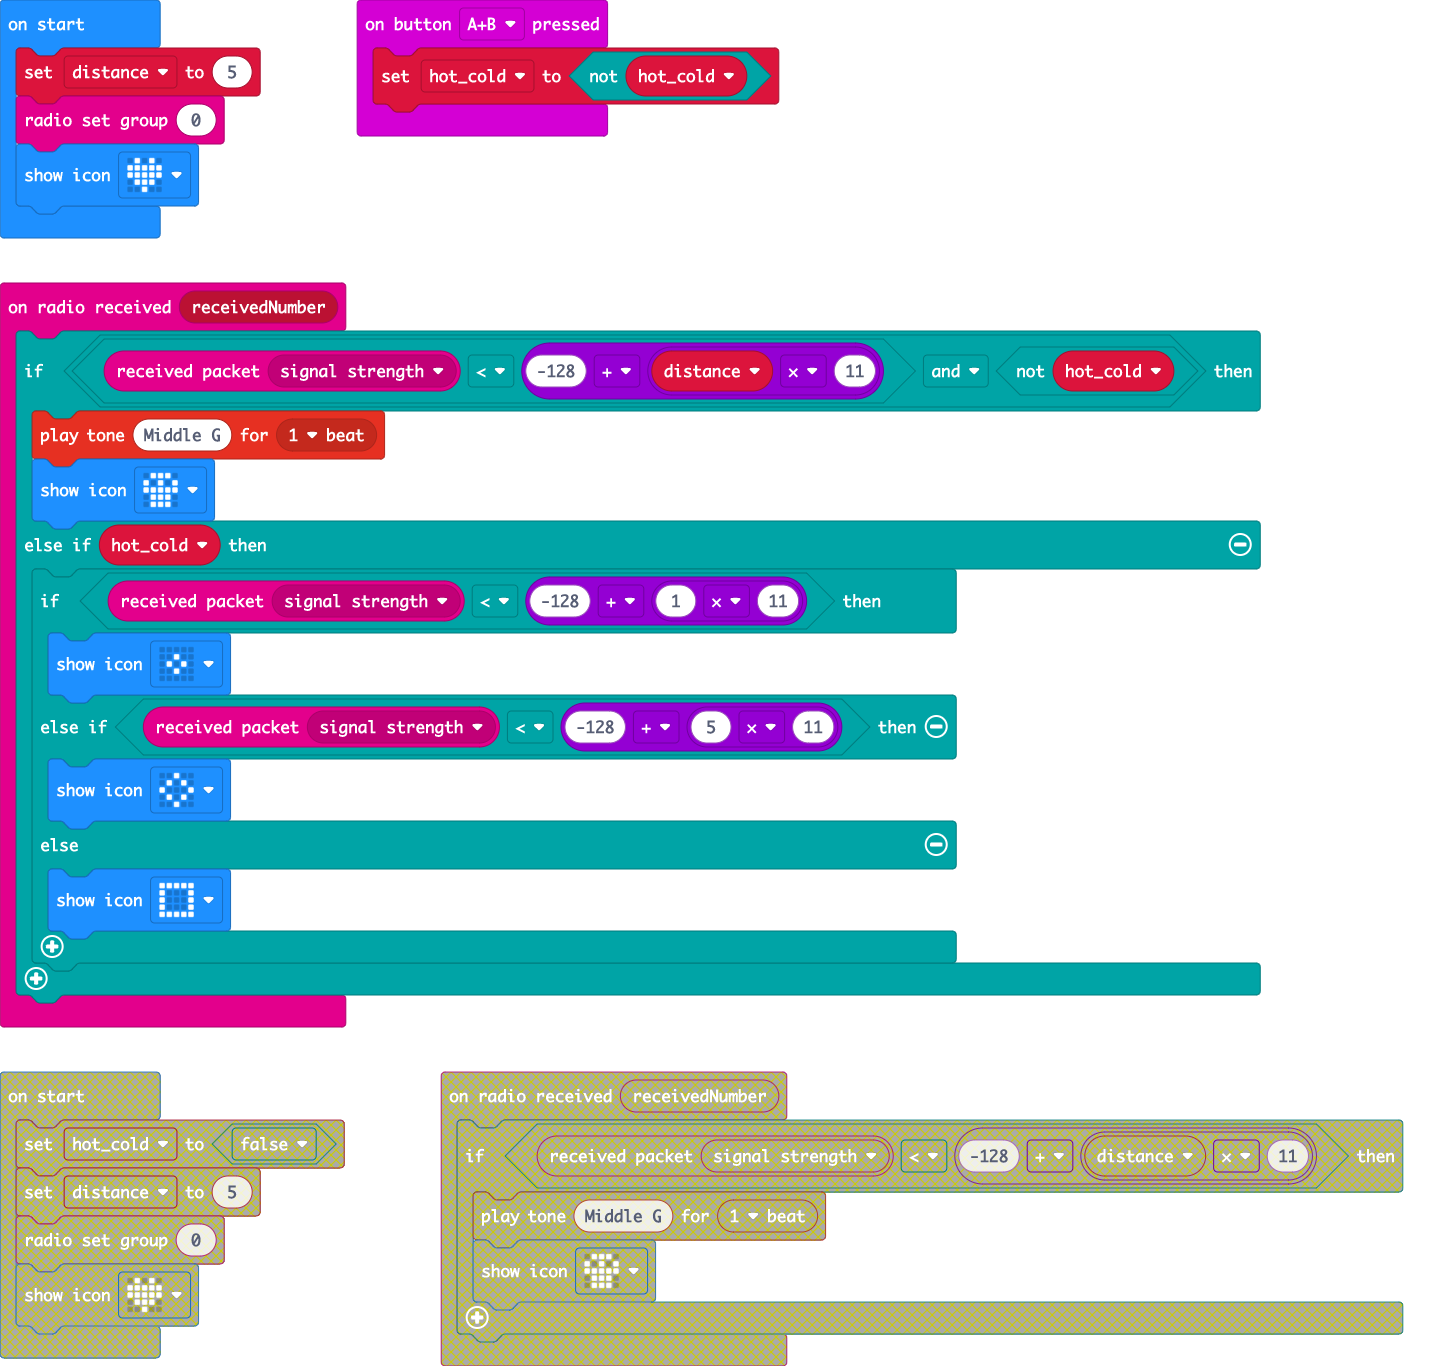 on start
set distance to 5
radio set group 0
show icon
on button A+B pressed
set hot_cold to not hot_cold
on radio received receivedNumber
if received packet signal strength < -128 + distance × 11 and not hot_cold then
play tone Middle G for 1 beat
show icon
else if hot_cold then
if received packet signal strength < -128 + 1 × 11 then
show icon
else if received packet signal strength < -128 + 5 × 11 then
show icon
else
show icon
on start
set hot_cold to false
set distance to 5
radio set group 0
show icon
on radio received receivedNumber
if received packet signal strength < -128 + distance × 11 then
play tone Middle G for 1 beat
show icon